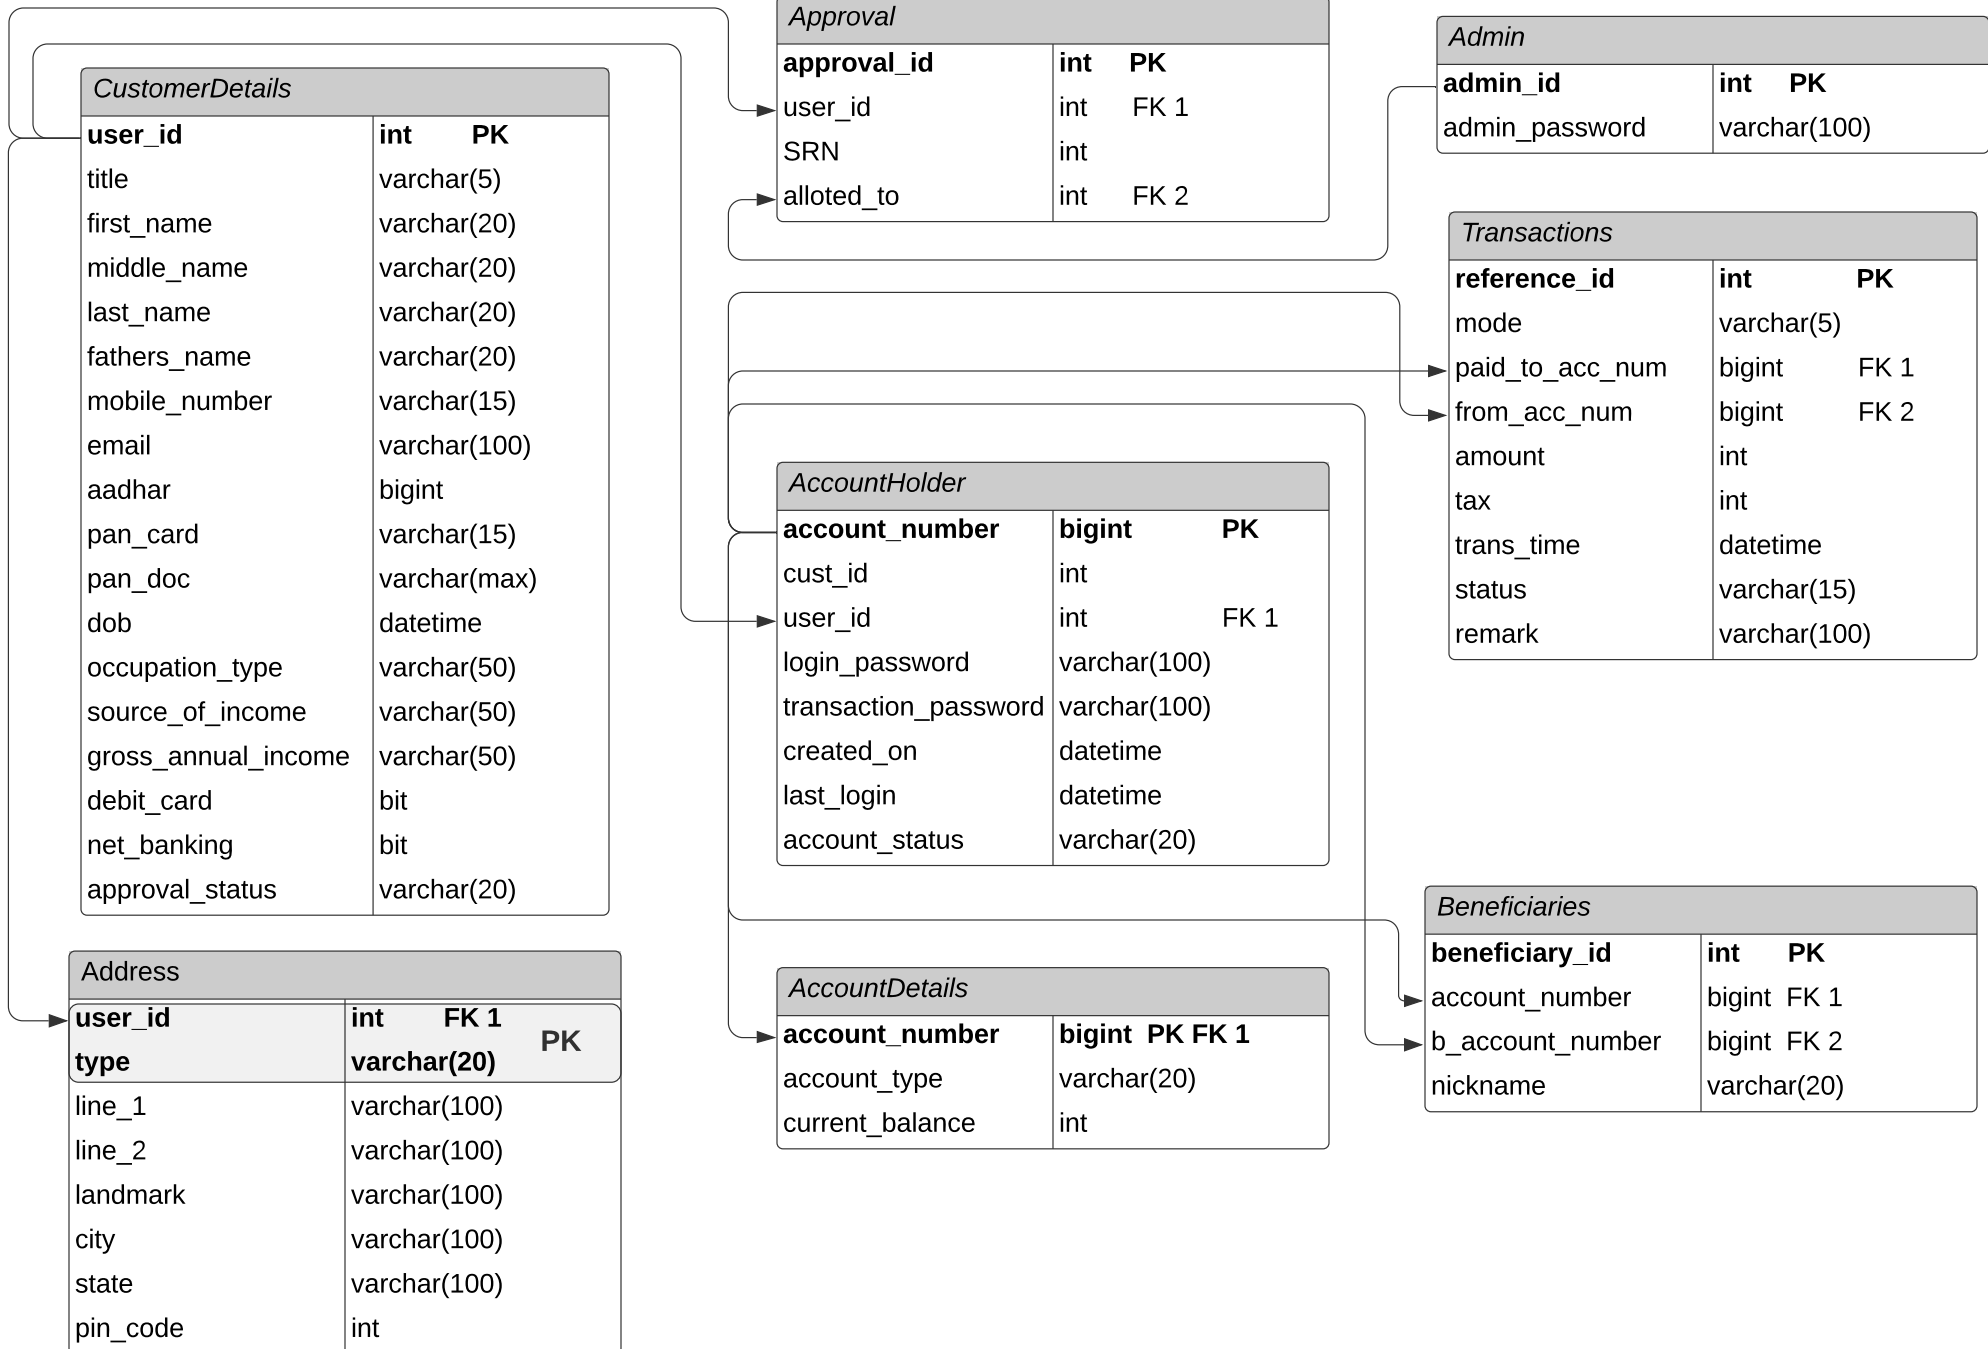 CustomerDetails
user_id int PK
title varchar(5)
first_name varchar(20)
middle_name varchar(20)
last_name varchar(20)
fathers_name varchar(20)
mobile_number varchar(15)
email varchar(100)
aadhar bigint
pan_card varchar(15)
pan_doc varchar(max)
dob datetime
occupation_type varchar(50)
source_of_income varchar(50)
gross_annual_income varchar(50)
debit_card bit
net_banking bit
approval_status varchar(20)
Address
user_id int FK 1
PK
type varchar(20)
line_1 varchar(100)
line_2 varchar(100)
landmark varchar(100)
city varchar(100)
state varchar(100)
pin_code int
Approval
approval_id int PK
user_id int FK 1
SRN int
alloted_to int FK 2
AccountHolder
account_number bigint PK
cust_id int
user_id int FK 1
login_password varchar(100)
transaction_password varchar(100)
created_on datetime
last_login datetime
account_status varchar(20)
AccountDetails
account_number bigint PK FK 1
account_type varchar(20)
current_balance int
Admin
admin_id int PK
admin_password varchar(100)
Transactions
reference_id int PK
mode varchar(5)
paid_to_acc_num bigint FK 1
from_acc_num bigint FK 2
amount int
tax int
trans_time datetime
status varchar(15)
remark varchar(100)
Beneficiaries
beneficiary_id int PK
account_number bigint FK 1
b_account_number bigint FK 2
nickname varchar(20)